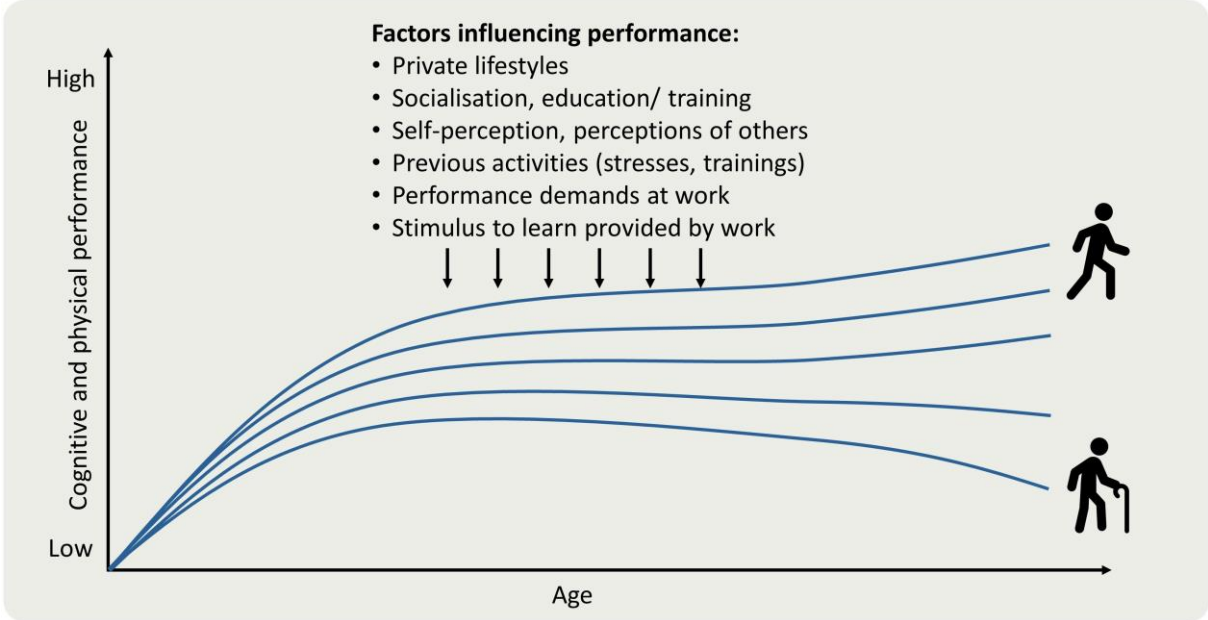 Factors influencing performance:
• Private lifestyles
• Socialisation, education/ training
• Self-perception, perceptions of others
• Previous activities (stresses, trainings)
• Performance demands at work
• Stimulus to learn provided by work
High
Cognitive and physical performance
Low
Age